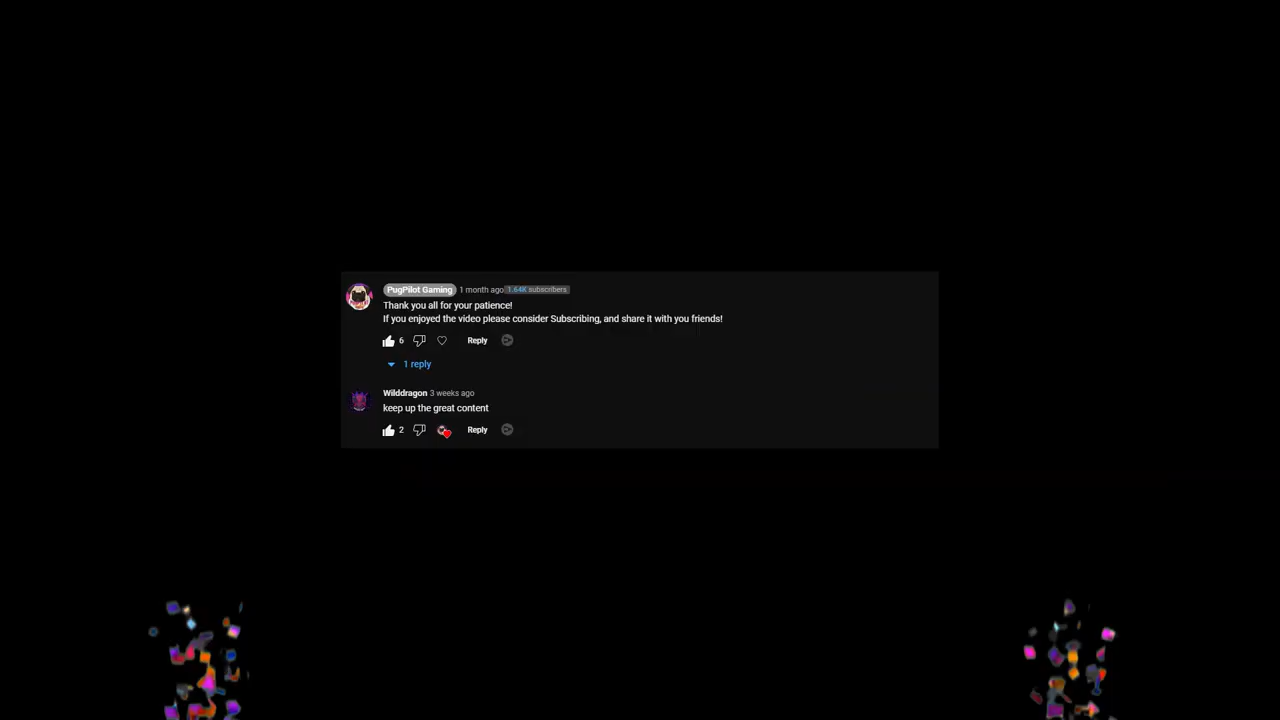 PugPilot Gaming 1 month ago 1.64K subscribers
Thank you all for your patience!
If you enjoyed the video please consider Subscribing, and share it with you friends!
6 Reply
1 reply
Wilddragon 3 weeks ago
keep up the great content
2 Reply